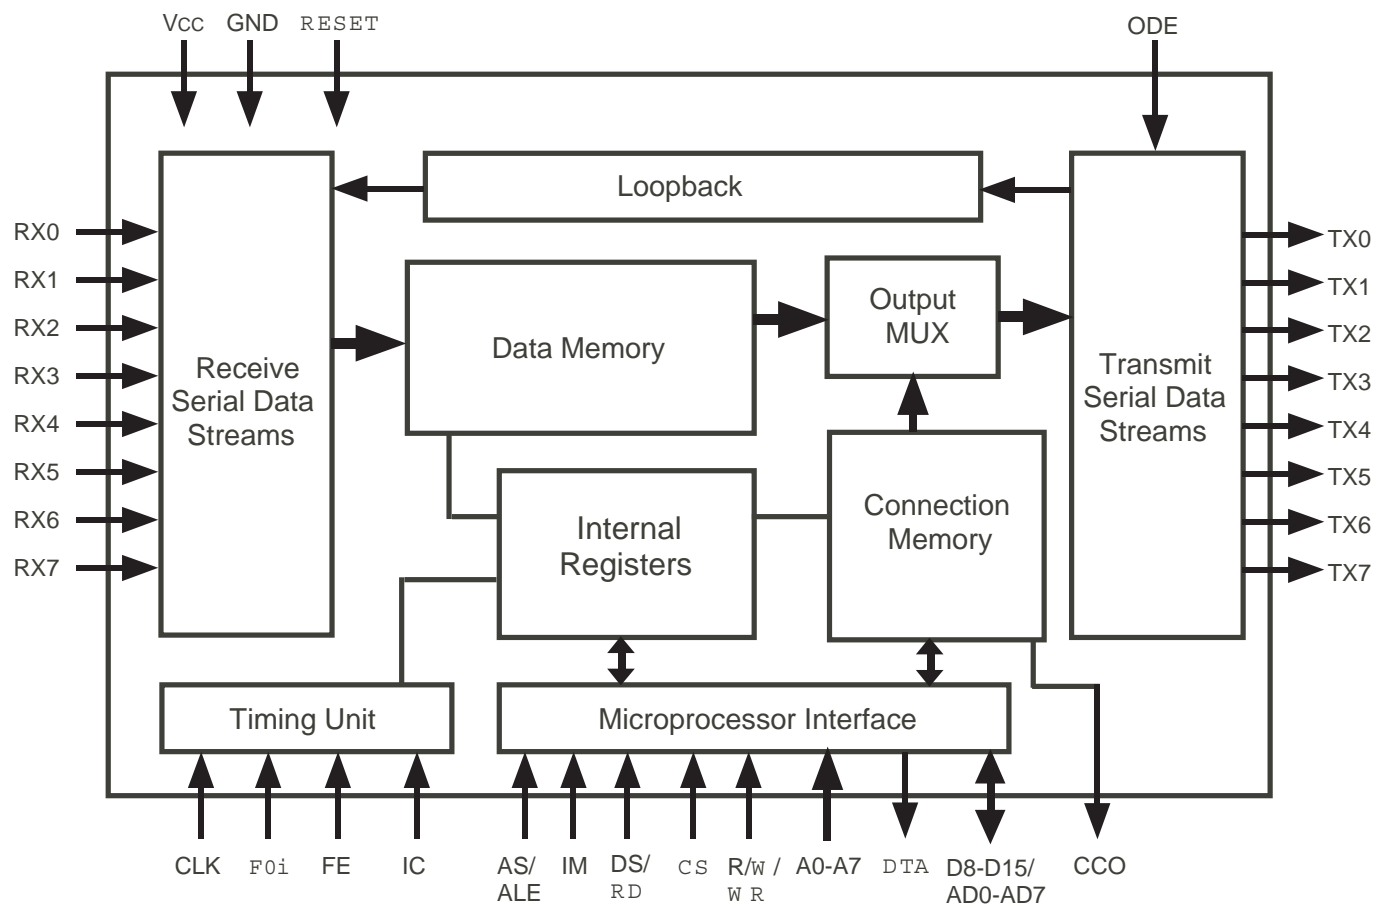 Vcc GND RESET ODE
Loopback
RX0
RX1
RX2
RX3
RX4
RX5
RX6
RX7
Receive
Serial Data
Streams
Data Memory
Output
MUX
Transmit
Serial Data
Streams
TX0
TX1
TX2
TX3
TX4
TX5
TX6
TX7
Internal
Registers
Connection
Memory
Timing Unit
Microprocessor Interface
CLK F0i FE IC AS/ IM DS/ CS R/W / A0-A7 DTA D8-D15/ CCO
ALE RD WR AD0-AD7